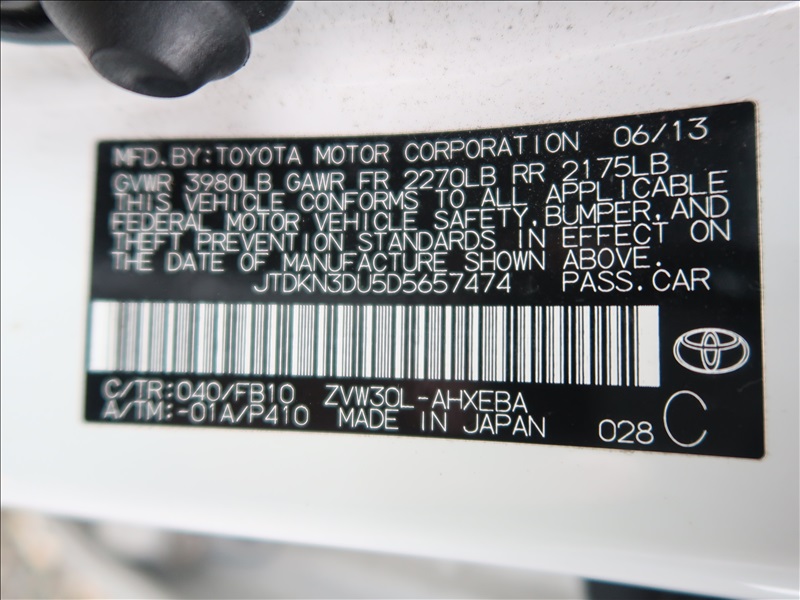 MFD. BY: TOYOTA MOTOR CORPORATION 06/13
GVWR 3980LB GAWR FR 2270LB RR 2175LB
THIS VEHICLE CONFORMS TO ALL APPLICABLE
FEDERAL MOTOR VEHICLE SAFETY, BUMPER, AND
THEFT PREVENTION STANDARDS IN EFFECT ON
THE DATE OF MANUFACTURE SHOWN ABOVE.
JTDKN3DU5D5657474 PASS. CAR
C/TR: 040/FB10 ZVW30L-AHXEBA
A/TM: -01A/P410 MADE IN JAPAN 028 C